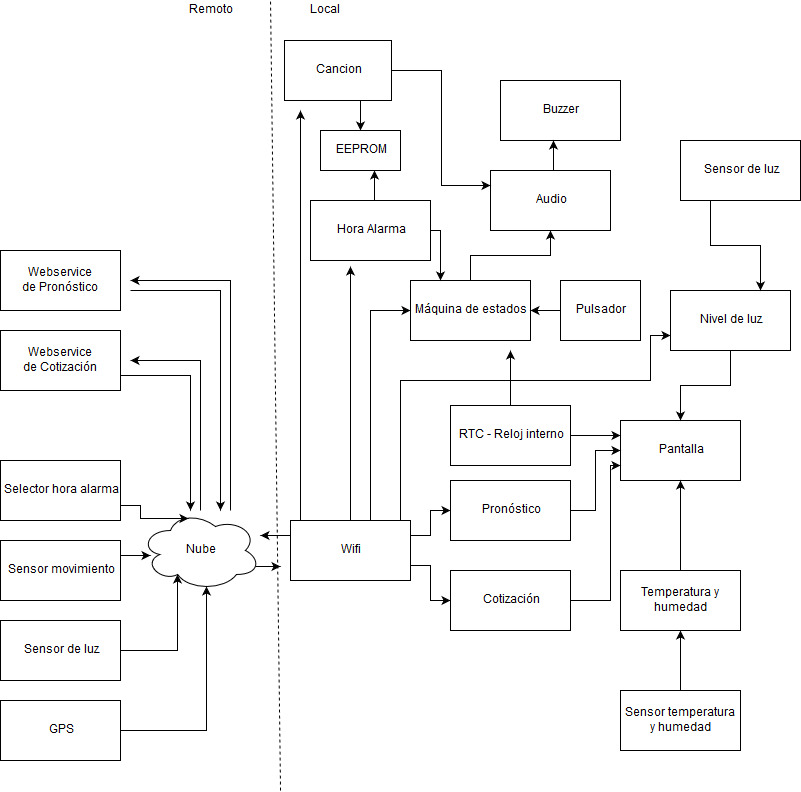 Remoto
Local
Cancion
EEPROM
Hora Alarma
Buzzer
Audio
Sensor de luz
Webservice
de Pronóstico
Webservice
de Cotización
Máquina de estados
Pulsador
Nivel de luz
RTC - Reloj interno
Pantalla
Selector hora alarma
Sensor movimiento
Sensor de luz
GPS
Nube
Wifi
Pronóstico
Cotización
Temperatura y
humedad
Sensor temperatura
y humedad